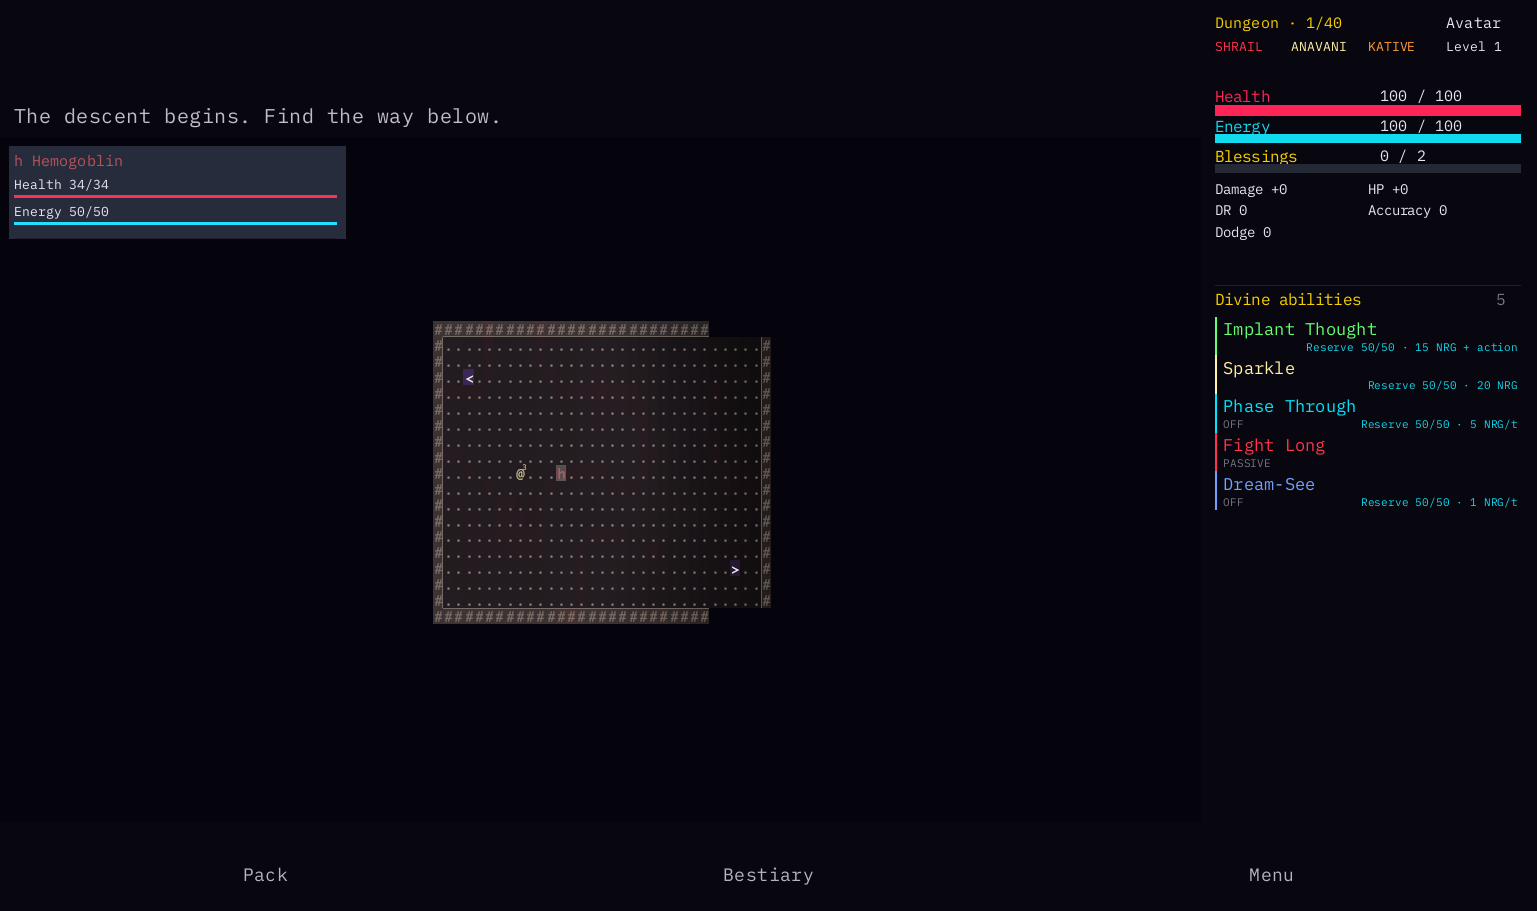 Dungeon · 1/40 Avatar
SHRAIL ANAVANI KATIVE Level 1
Health 100 / 100
Energy 100 / 100
Blessings 0 / 2
Damage +0 HP +0
DR 0 Accuracy 0
Dodge 0
The descent begins. Find the way below.
h Hemogoblin
Health 34/34
Energy 50/50
<
@3 h
>
Divine abilities 5
Implant Thought
Reserve 50/50 · 15 NRG + action
Sparkle
Reserve 50/50 · 20 NRG
Phase Through
OFF Reserve 50/50 · 5 NRG/t
Fight Long
PASSIVE
Dream-See
OFF Reserve 50/50 · 1 NRG/t
Pack Bestiary Menu